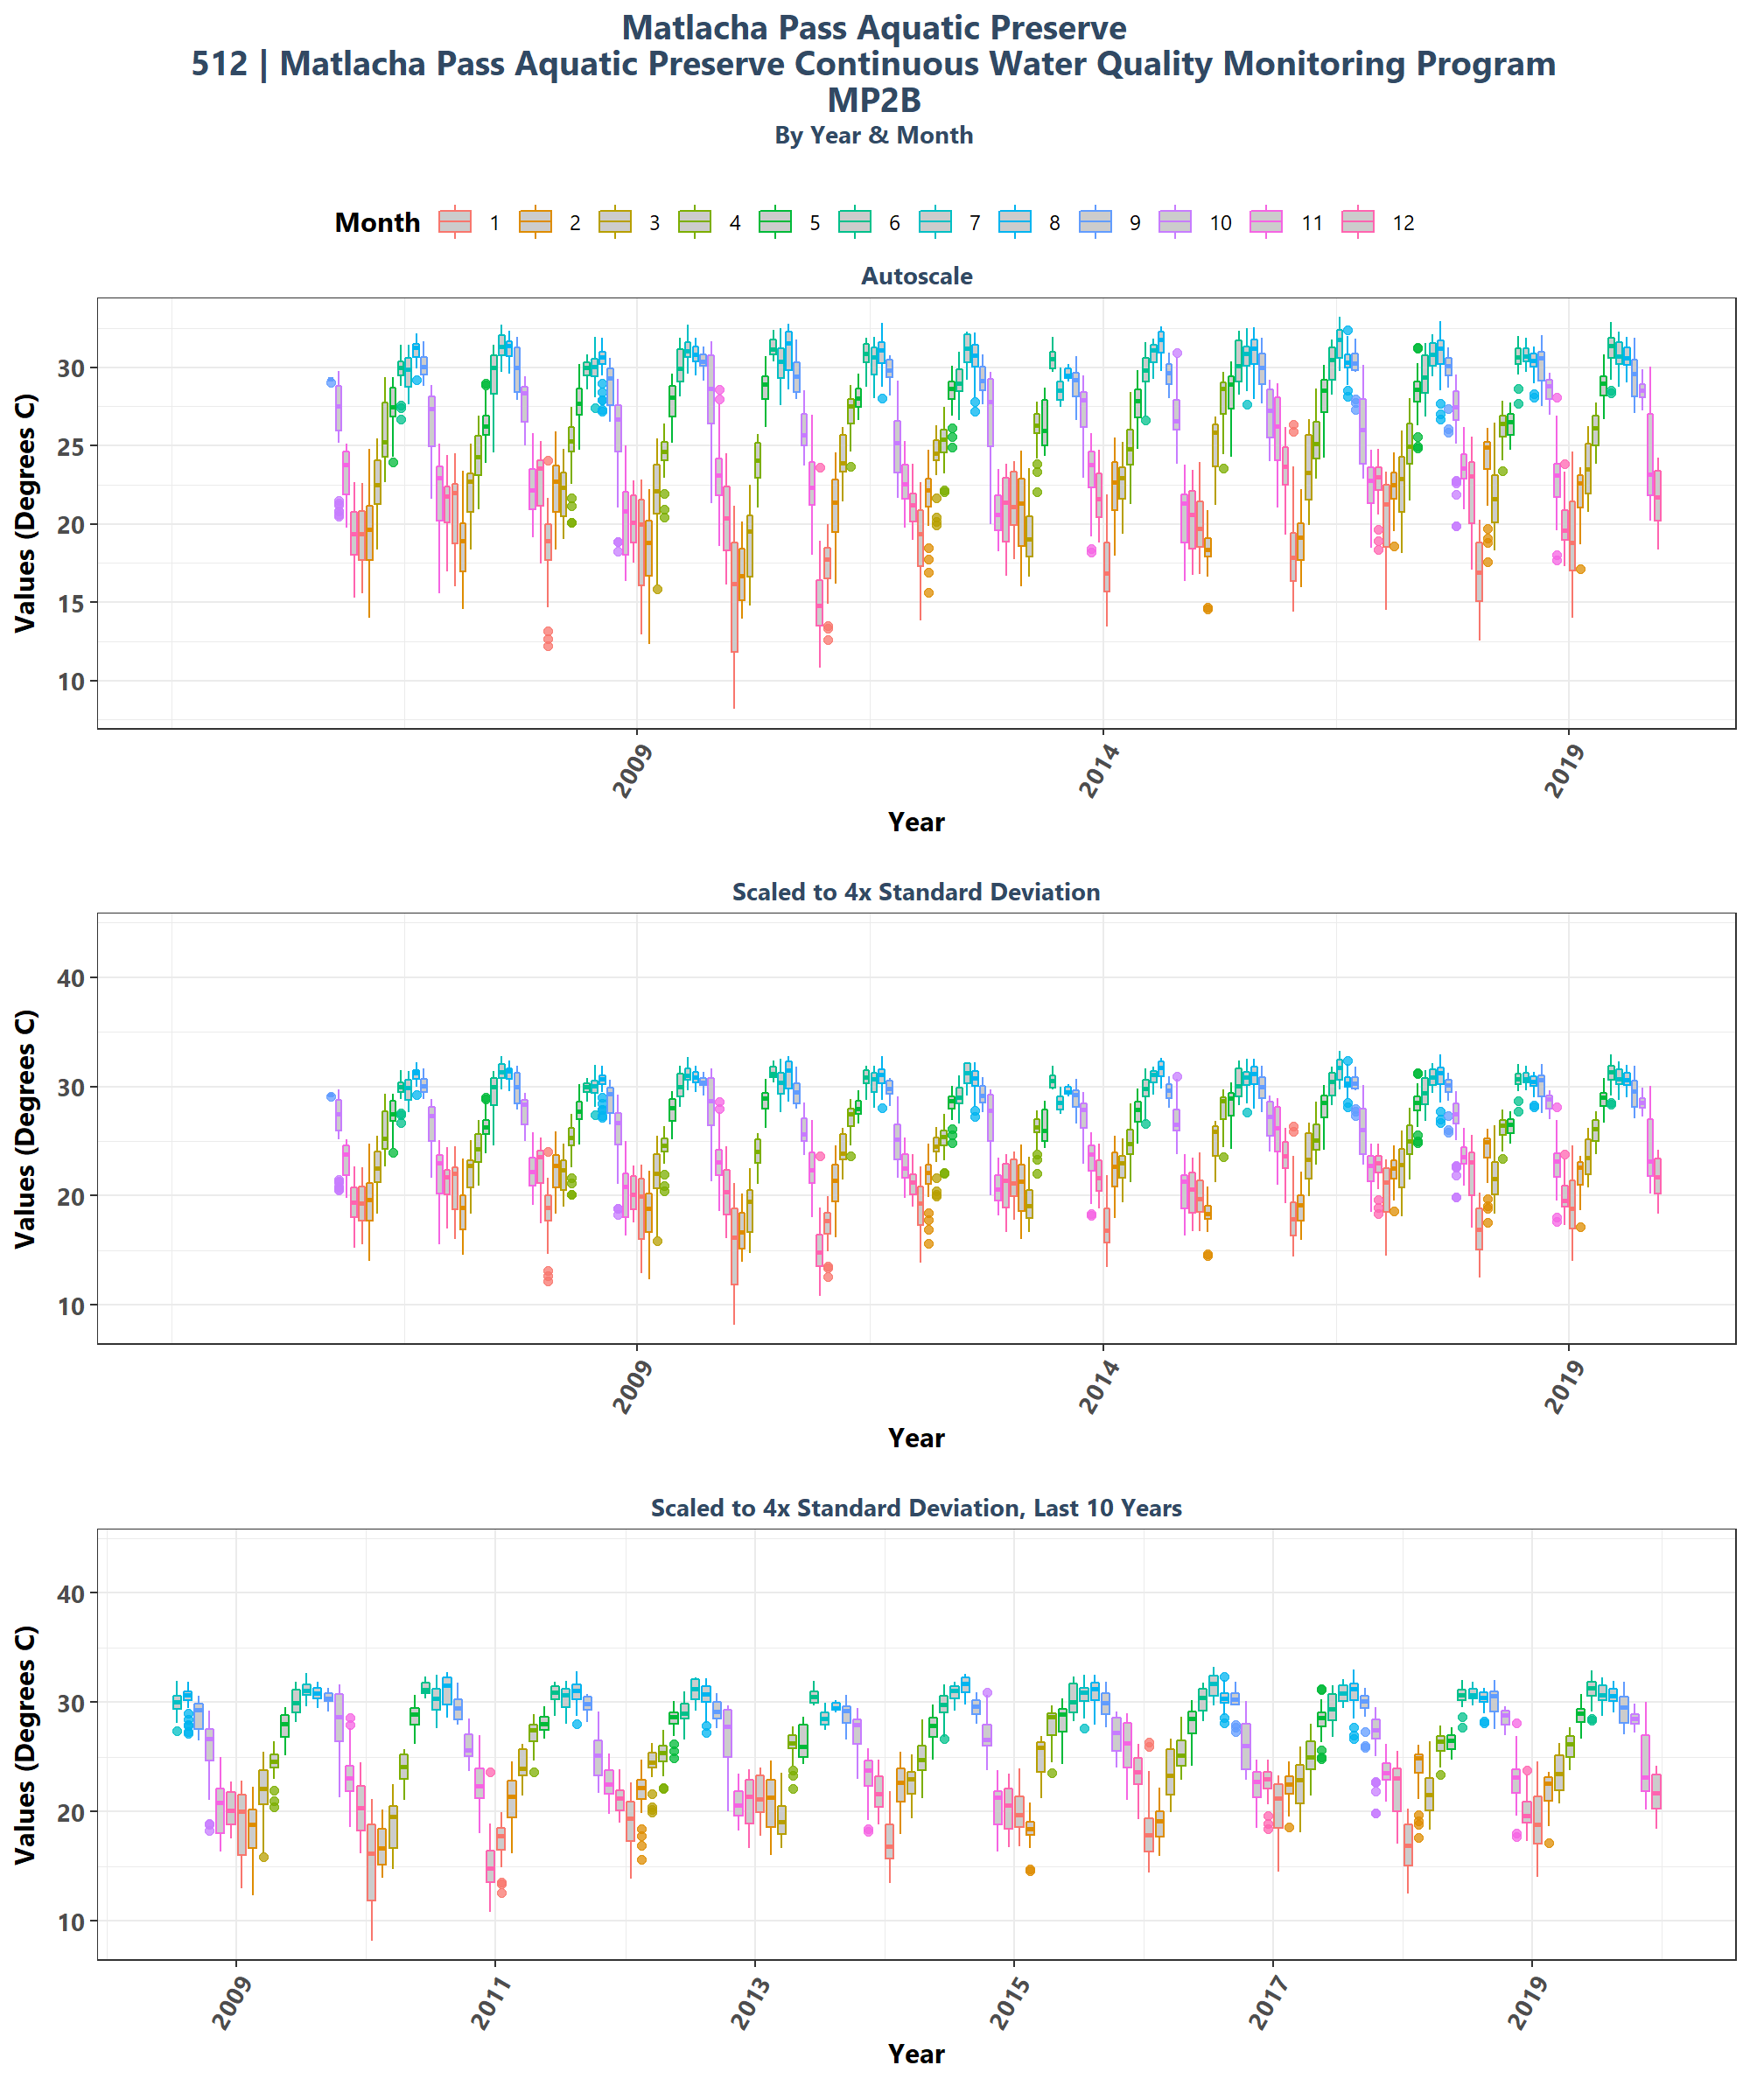 Matlacha Pass Aquatic Preserve
512 | Matlacha Pass Aquatic Preserve Continuous Water Quality Monitoring Program
MP2B
By Year & Month
Month 1 2 3 4 5 6 7 8 9 10 11 12
Autoscale
Values (Degrees C)
30
25
20
15
10
2009 2014 2019
Year
Scaled to 4x Standard Deviation
Values (Degrees C)
40
30
20
10
2009 2014 2019
Year
Scaled to 4x Standard Deviation, Last 10 Years
Values (Degrees C)
40
30
20
10
2009 2011 2013 2015 2017 2019
Year